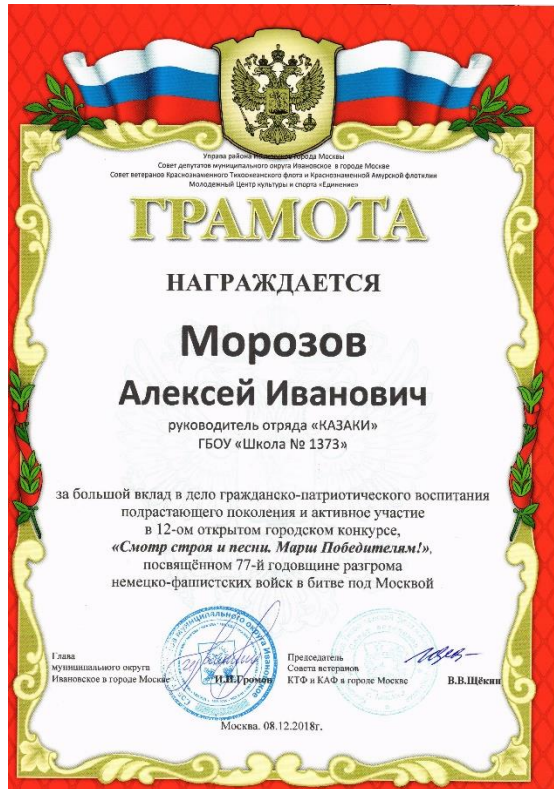 Управа района Ивановское города Москвы
Совет депутатов муниципального округа Ивановское в городе Москве
Совет ветеранов Краснознаменного Тихоокеанского флота и Краснознаменной Амурской флотилии
Молодежный Центр культуры и спорта «Единение»
ГРАМОТА
НАГРАЖДАЕТСЯ
Морозов
Алексей Иванович
руководитель отряда «КАЗАКИ»
ГБОУ «Школа № 1373»
за большой вклад в дело гражданско-патриотического воспитания
подрастающего поколения и активное участие
в 12-ом открытом городском конкурсе,
«Смотр строя и песни. Марш Победителям!»,
посвящённом 77-й годовщине разгрома
немецко-фашистских войск в битве под Москвой
Глава
муниципального округа
Ивановское в городе Москве И.И.Громов
Председатель
Совета ветеранов
КТФ и КАФ в городе Москве В.В.Щёкин
муниципального округа Ивановское
Москва. 08.12.2018г.